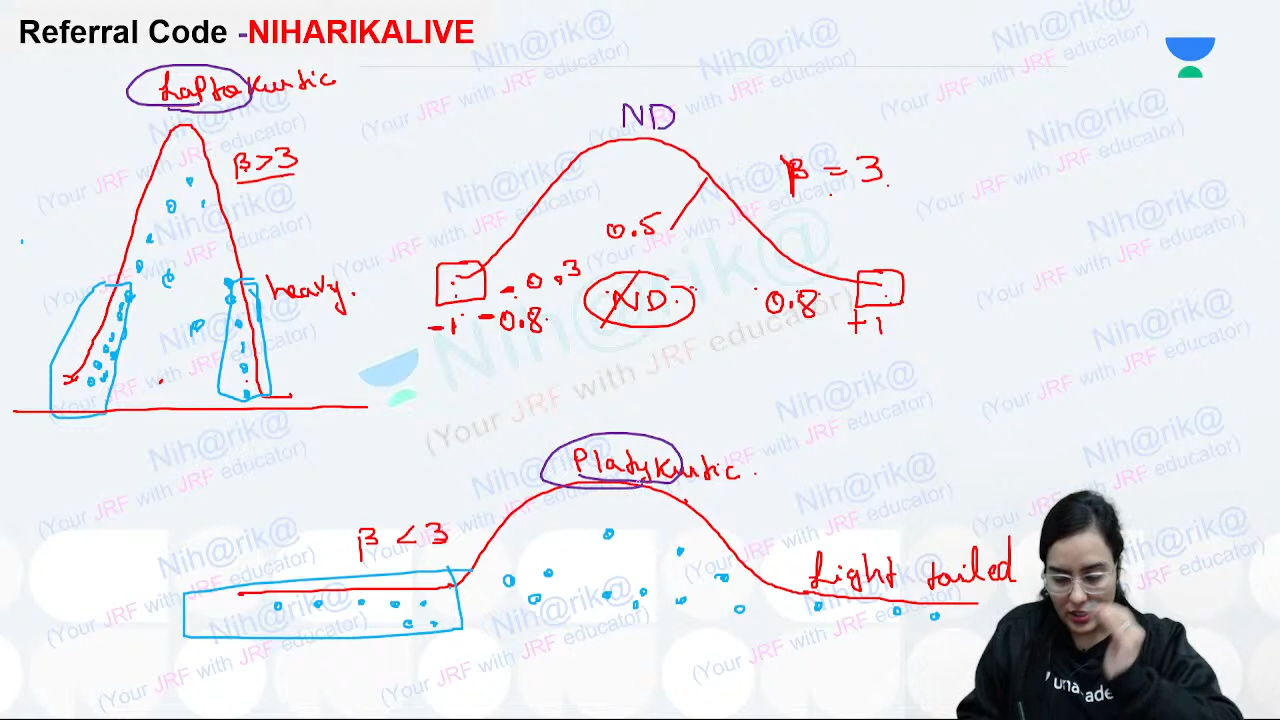 Referral Code -NIHARIKALIVE
Laptokurtic
β > 3
heavy.
ND
β = 3
0.5
-0.3
-1 -0.8
ND
0.8
+1
Nih@rik@
(Your JRF with JRF educator)
Platykurtic.
β < 3
Light tailed